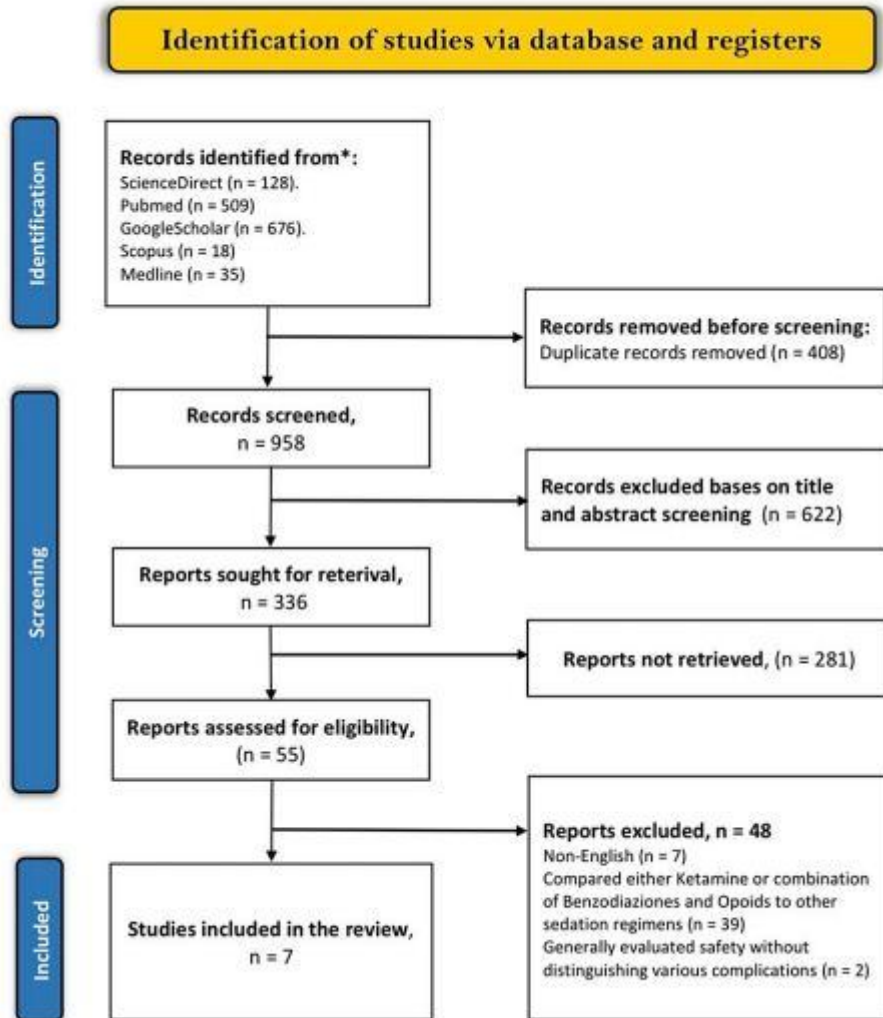 Identification of studies via database and registers
Identification
Records identified from*:
ScienceDirect (n = 128).
Pubmed (n = 509)
GoogleScholar (n = 676).
Scopus (n = 18)
Medline (n = 35)
Records removed before screening:
Duplicate records removed (n = 408)
Screening
Records screened,
n = 958
Records excluded bases on title
and abstract screening (n = 622)
Reports sought for reterival,
n = 336
Reports not retrieved, (n = 281)
Reports assessed for eligibility,
(n = 55)
Reports excluded, n = 48
Non-English (n = 7)
Compared either Ketamine or combination
of Benzodiaziones and Opoids to other
sedation regimens (n = 39)
Generally evaluated safety without
distinguishing various complications (n = 2)
Included
Studies included in the review,
n = 7